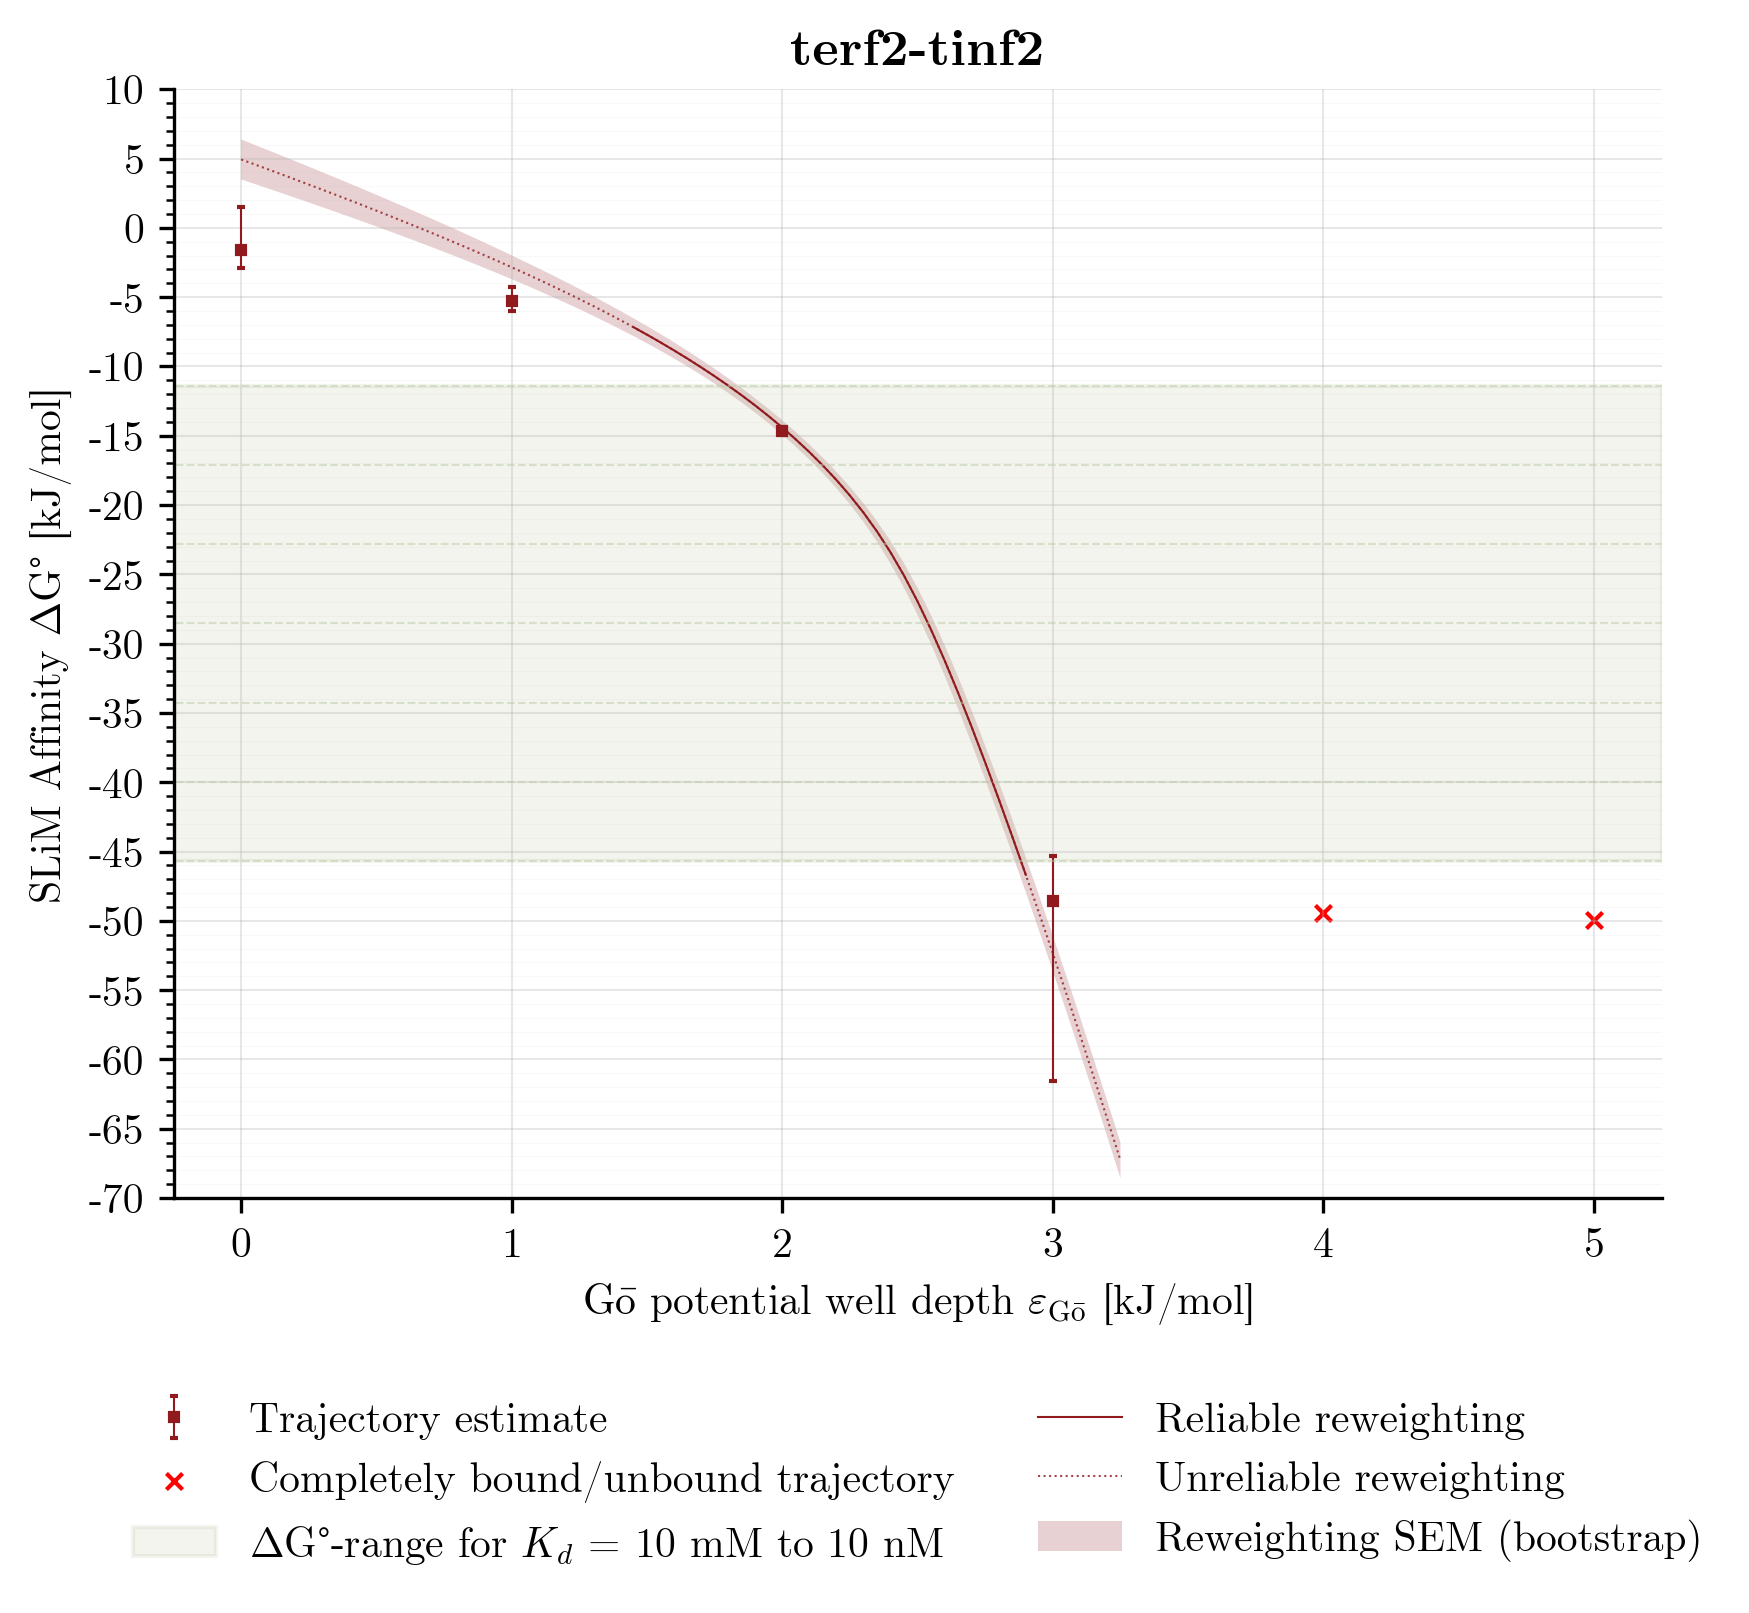 terf2-tinf2
10
5
0
-5
-10
-15
-20
-25
-30
-35
-40
-45
-50
-55
-60
-65
-70
SLiM Affinity ΔG° [kJ/mol]
0 1 2 3 4 5
Gō potential well depth ε_Gō [kJ/mol]
Trajectory estimate
Completely bound/unbound trajectory
ΔG°-range for K_d = 10 mM to 10 nM
Reliable reweighting
Unreliable reweighting
Reweighting SEM (bootstrap)